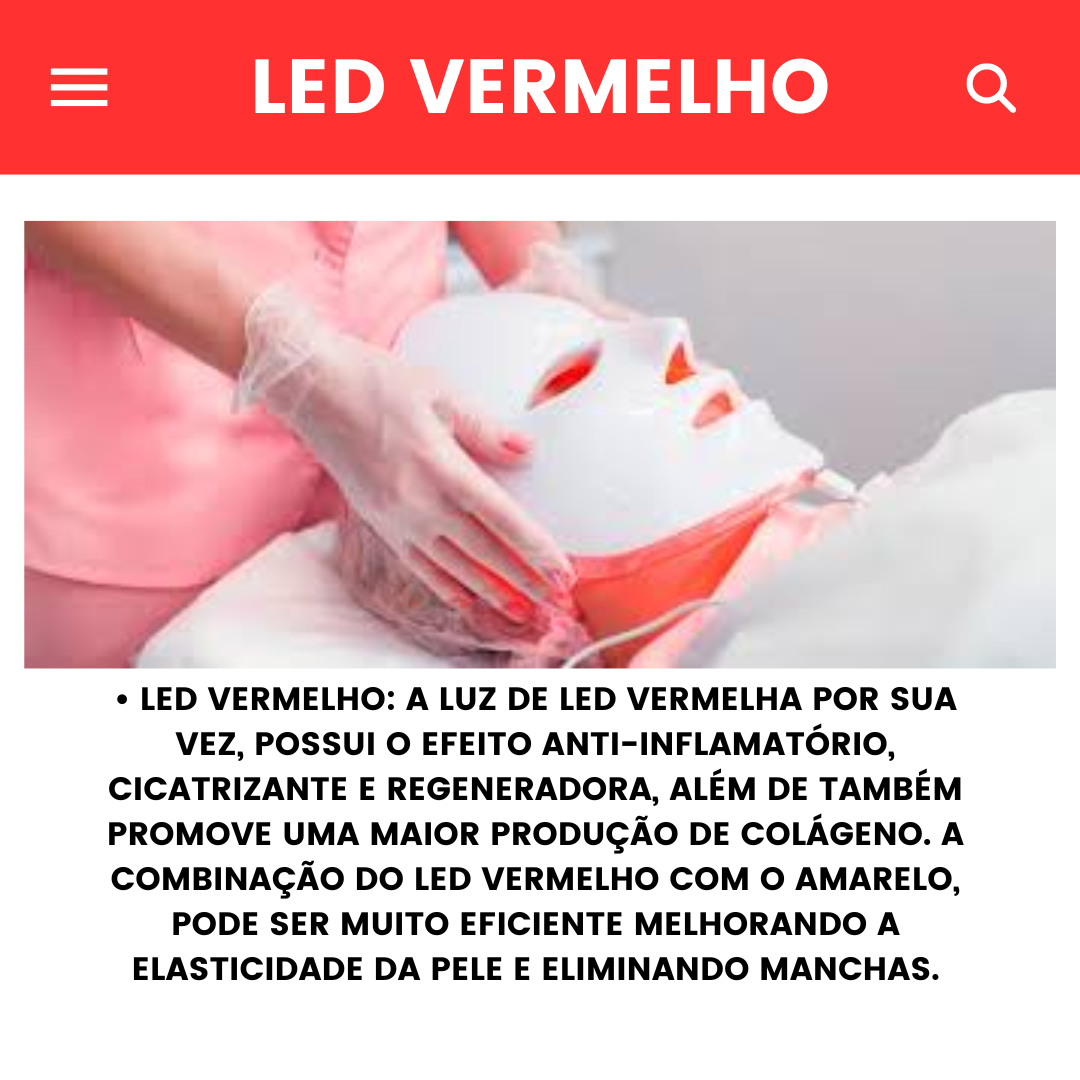 LED VERMELHO
• LED VERMELHO: A LUZ DE LED VERMELHA POR SUA
VEZ, POSSUI O EFEITO ANTI-INFLAMATÓRIO,
CICATRIZANTE E REGENERADORA, ALÉM DE TAMBÉM
PROMOVE UMA MAIOR PRODUÇÃO DE COLÁGENO. A
COMBINAÇÃO DO LED VERMELHO COM O AMARELO,
PODE SER MUITO EFICIENTE MELHORANDO A
ELASTICIDADE DA PELE E ELIMINANDO MANCHAS.